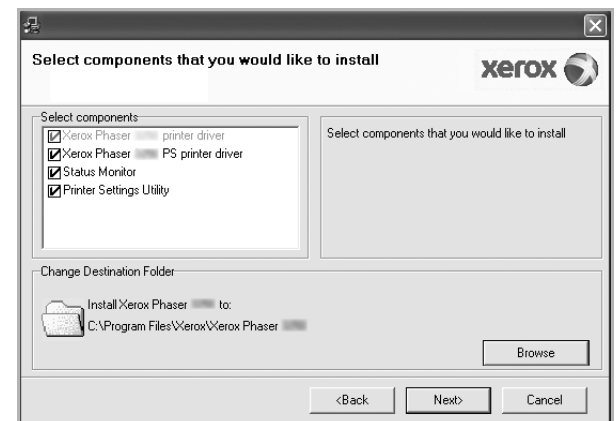 Select components that you would like to install
xerox
Select components
Xerox Phaser printer driver
Xerox Phaser PS printer driver
Status Monitor
Printer Settings Utility
Select components that you would like to install
Change Destination Folder
Install Xerox Phaser to:
C:\Program Files\Xerox\Xerox Phaser
Browse
<Back
Next>
Cancel